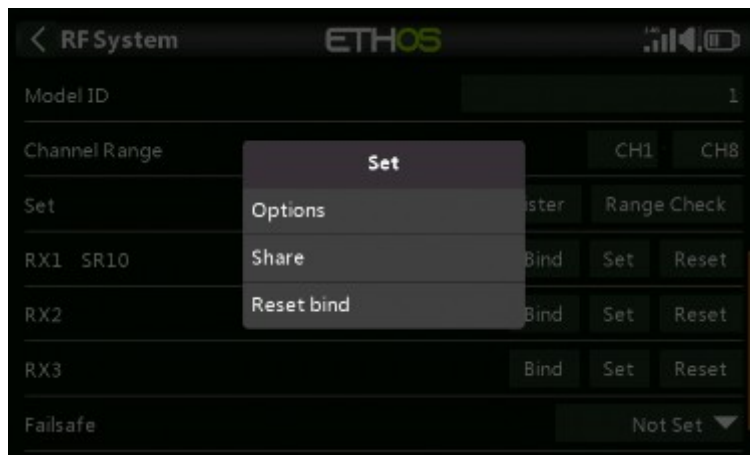 RF System ETHOS
Model ID 1
Channel Range CH1 CH8
Set
Set ister Range Check
Options
Share
RX1 SR10 Bind Set Reset
Reset bind
RX2 Bind Set Reset
RX3 Bind Set Reset
Failsafe Not Set